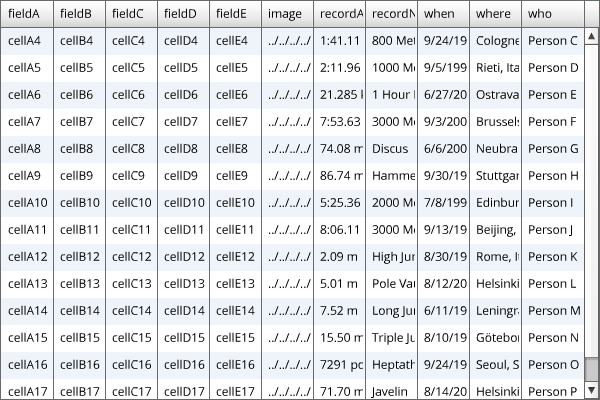 fieldA fieldB fieldC fieldD fieldE image recordA recordN when where who
cellA4 cellB4 cellC4 cellD4 cellE4 ../../../../ 1:41.11 800 Met 9/24/19 Cologne Person C
cellA5 cellB5 cellC5 cellD5 cellE5 ../../../../ 2:11.96 1000 Me 9/5/199 Rieti, Ita Person D
cellA6 cellB6 cellC6 cellD6 cellE6 ../../../../ 21.285 k 1 Hour 6/27/20 Ostrava Person E
cellA7 cellB7 cellC7 cellD7 cellE7 ../../../../ 7:53.63 3000 Me 9/3/200 Brussels Person F
cellA8 cellB8 cellC8 cellD8 cellE8 ../../../../ 74.08 m Discus 6/6/200 Neubra Person G
cellA9 cellB9 cellC9 cellD9 cellE9 ../../../../ 86.74 m Hamme 9/30/19 Stuttgar Person H
cellA10 cellB10 cellC10 cellD10 cellE10 ../../../../ 5:25.36 2000 Me 7/8/199 Edinbur Person I
cellA11 cellB11 cellC11 cellD11 cellE11 ../../../../ 8:06.11 3000 Me 9/13/19 Beijing, Person J
cellA12 cellB12 cellC12 cellD12 cellE12 ../../../../ 2.09 m High Jur 8/30/19 Rome, It Person K
cellA13 cellB13 cellC13 cellD13 cellE13 ../../../../ 5.01 m Pole Vau 8/12/20 Helsinki Person L
cellA14 cellB14 cellC14 cellD14 cellE14 ../../../../ 7.52 m Long Jur 6/11/19 Leningra Person M
cellA15 cellB15 cellC15 cellD15 cellE15 ../../../../ 15.50 m Triple Ju 8/10/19 Götebor Person N
cellA16 cellB16 cellC16 cellD16 cellE16 ../../../../ 7291 po Heptath 9/24/19 Seoul, S Person O
cellA17 cellB17 cellC17 cellD17 cellE17 ../../../../ 71.70 m Javelin 8/14/20 Helsinki Person P